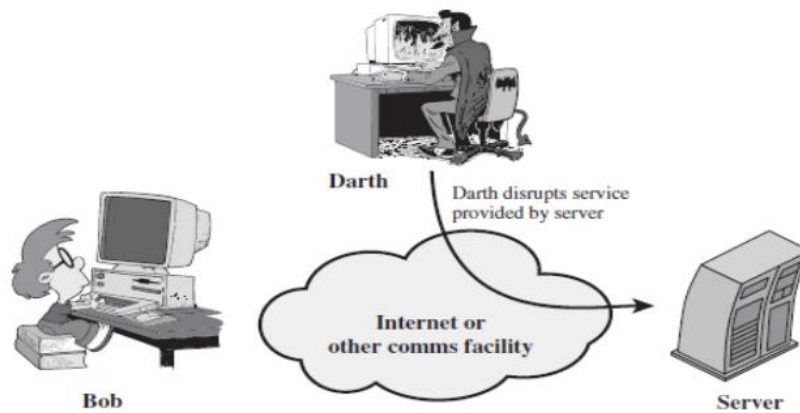 Darth
Darth disrupts service
provided by server
Internet or
other comms facility
Bob
Server